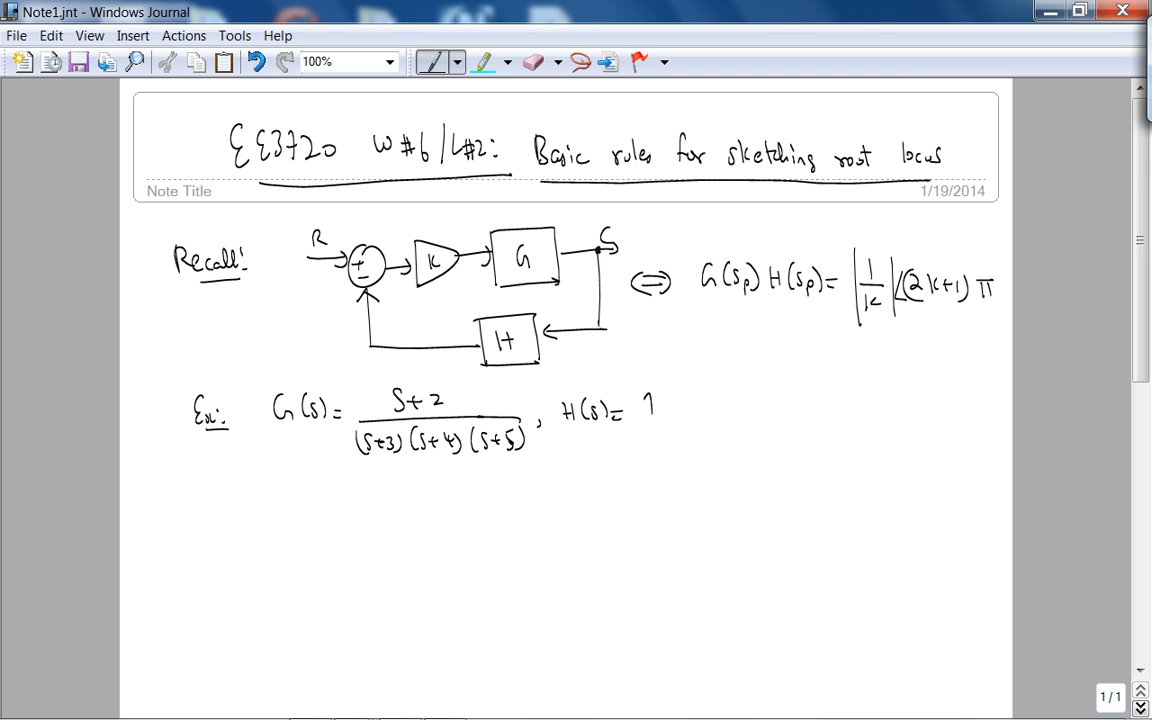 Note1.jnt - Windows Journal
File Edit View Insert Actions Tools Help
100%
EE3720 W#6/L#2: Basic rules for sketching root locus
Note Title 1/19/2014
Recall: R + ± K G C ⇔ G(Sp) H(Sp) = |1/K| ∠(2K+1) π
H
Ex: G(s) = S+2 / (S+3)(S+4)(S+5) , H(s) = 1
1 / 1